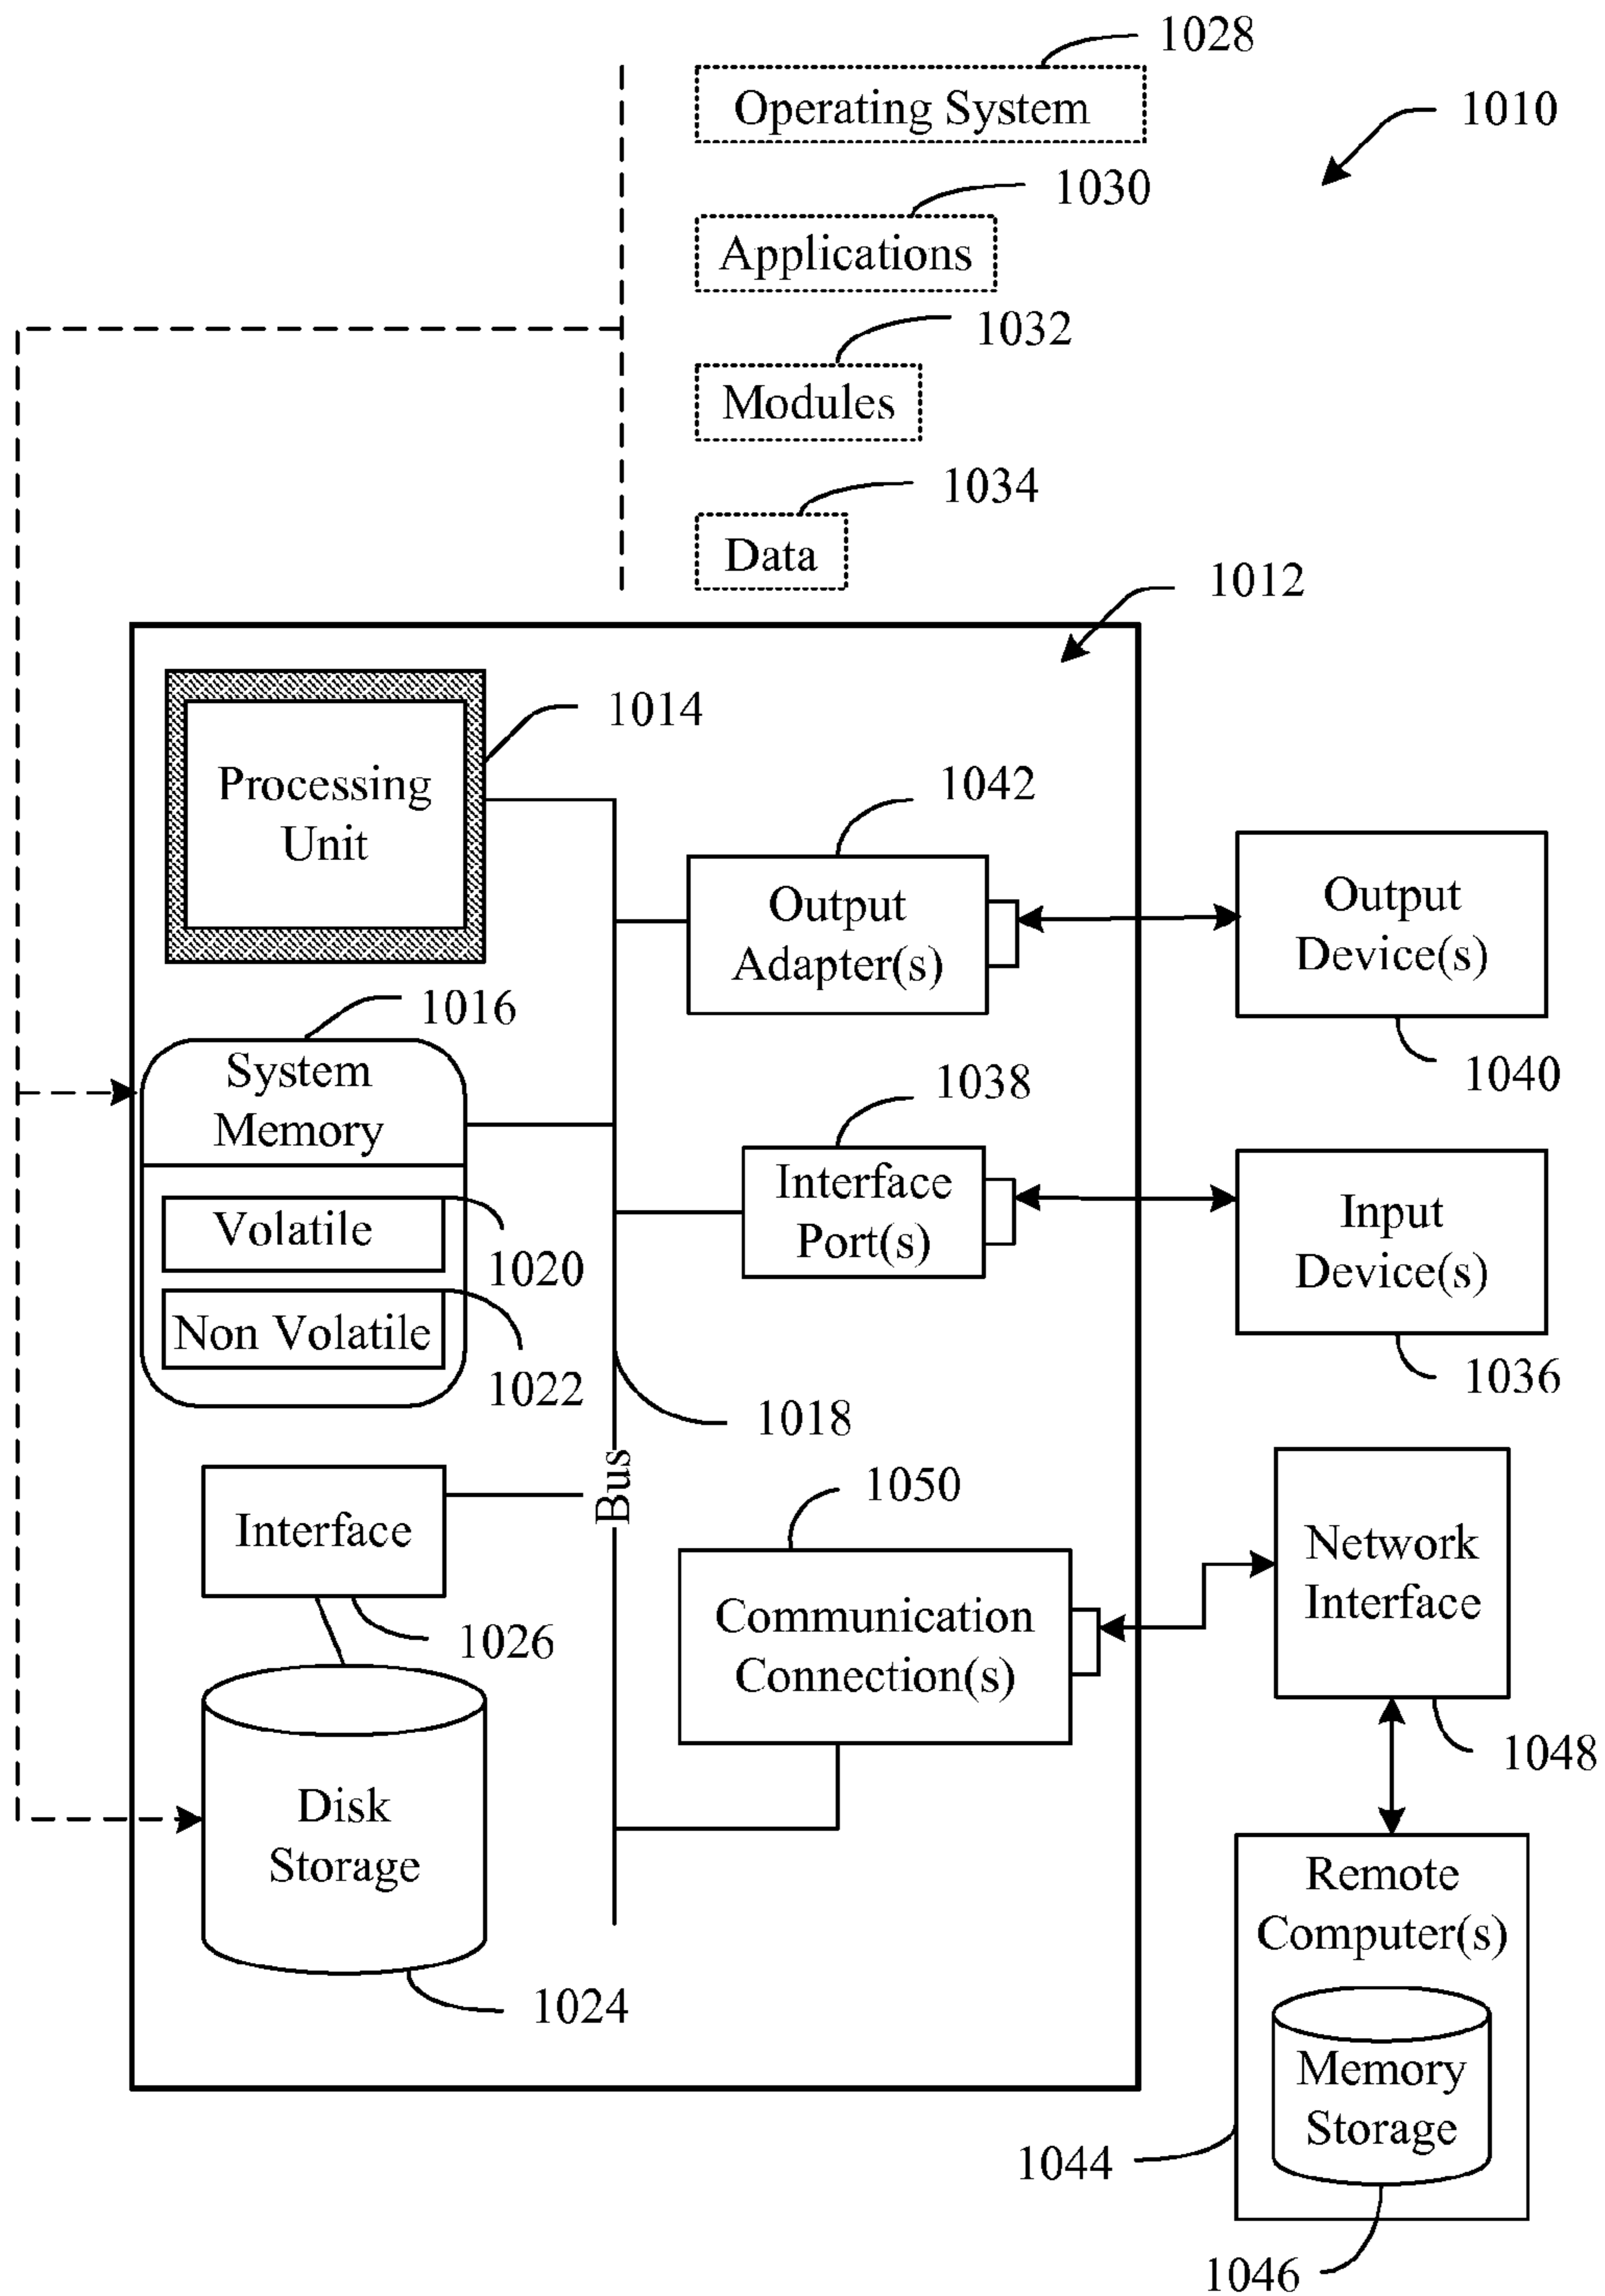 1028
Operating System
1010
1030
Applications
1032
Modules
1034
Data
1012
1014
Processing
Unit
1042
Output
Adapter(s)
Output
Device(s)
1040
1016
System
Memory
Volatile
1020
Non Volatile
1022
1038
Interface
Port(s)
Input
Device(s)
1036
1018
Bus
Interface
1026
1050
Communication
Connection(s)
Network
Interface
1048
Disk
Storage
1024
Remote
Computer(s)
Memory
Storage
1044
1046